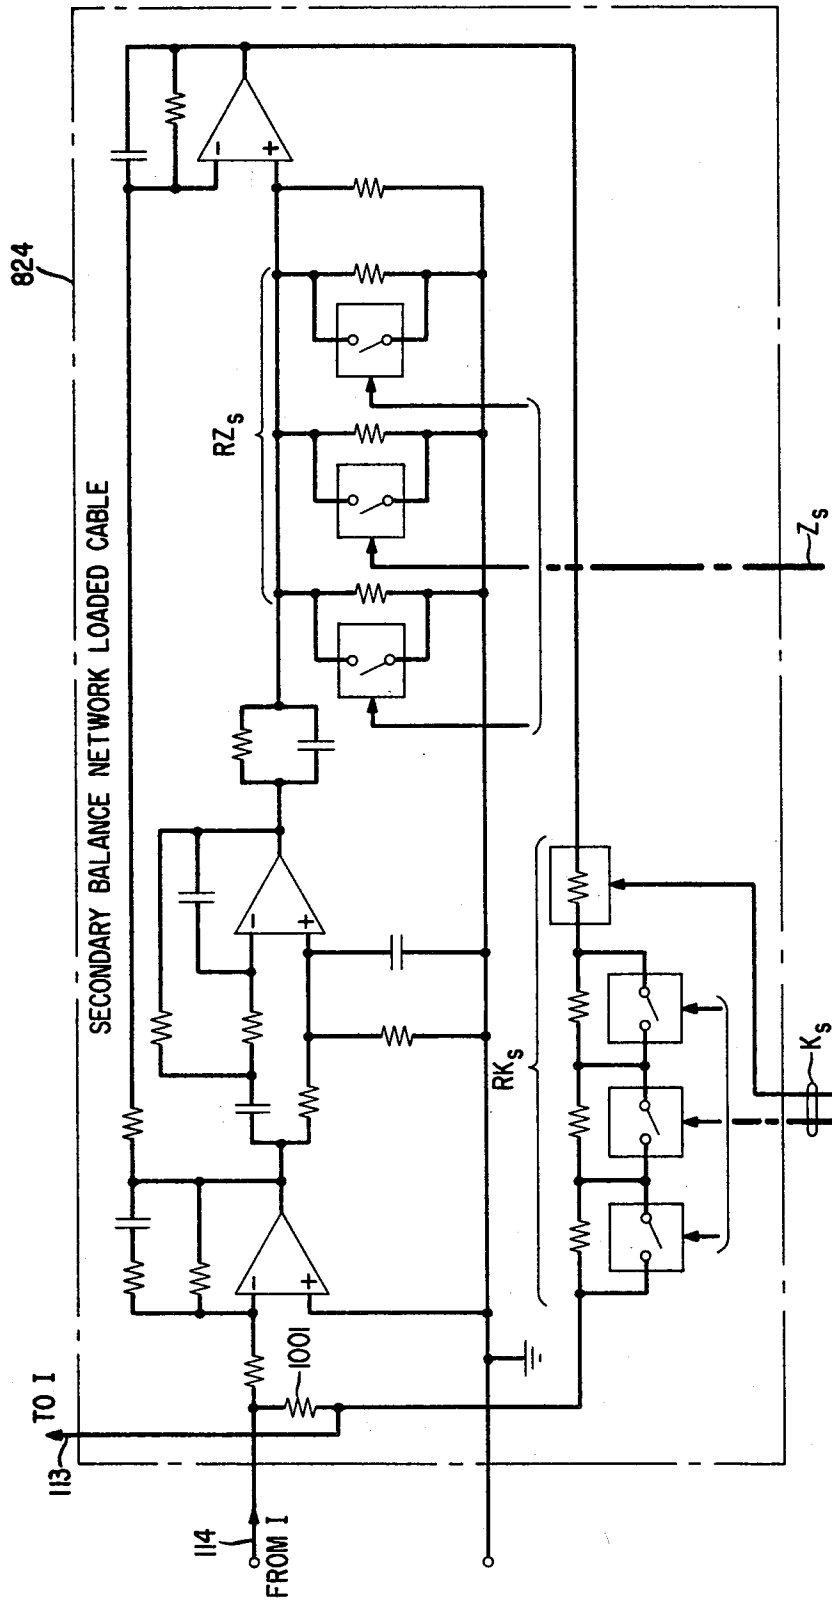 824
SECONDARY BALANCE NETWORK LOADED CABLE
TO I
113
114
FROM I
1001
RZs
RKs
Zs
Ks
-
+
-
+
-
+